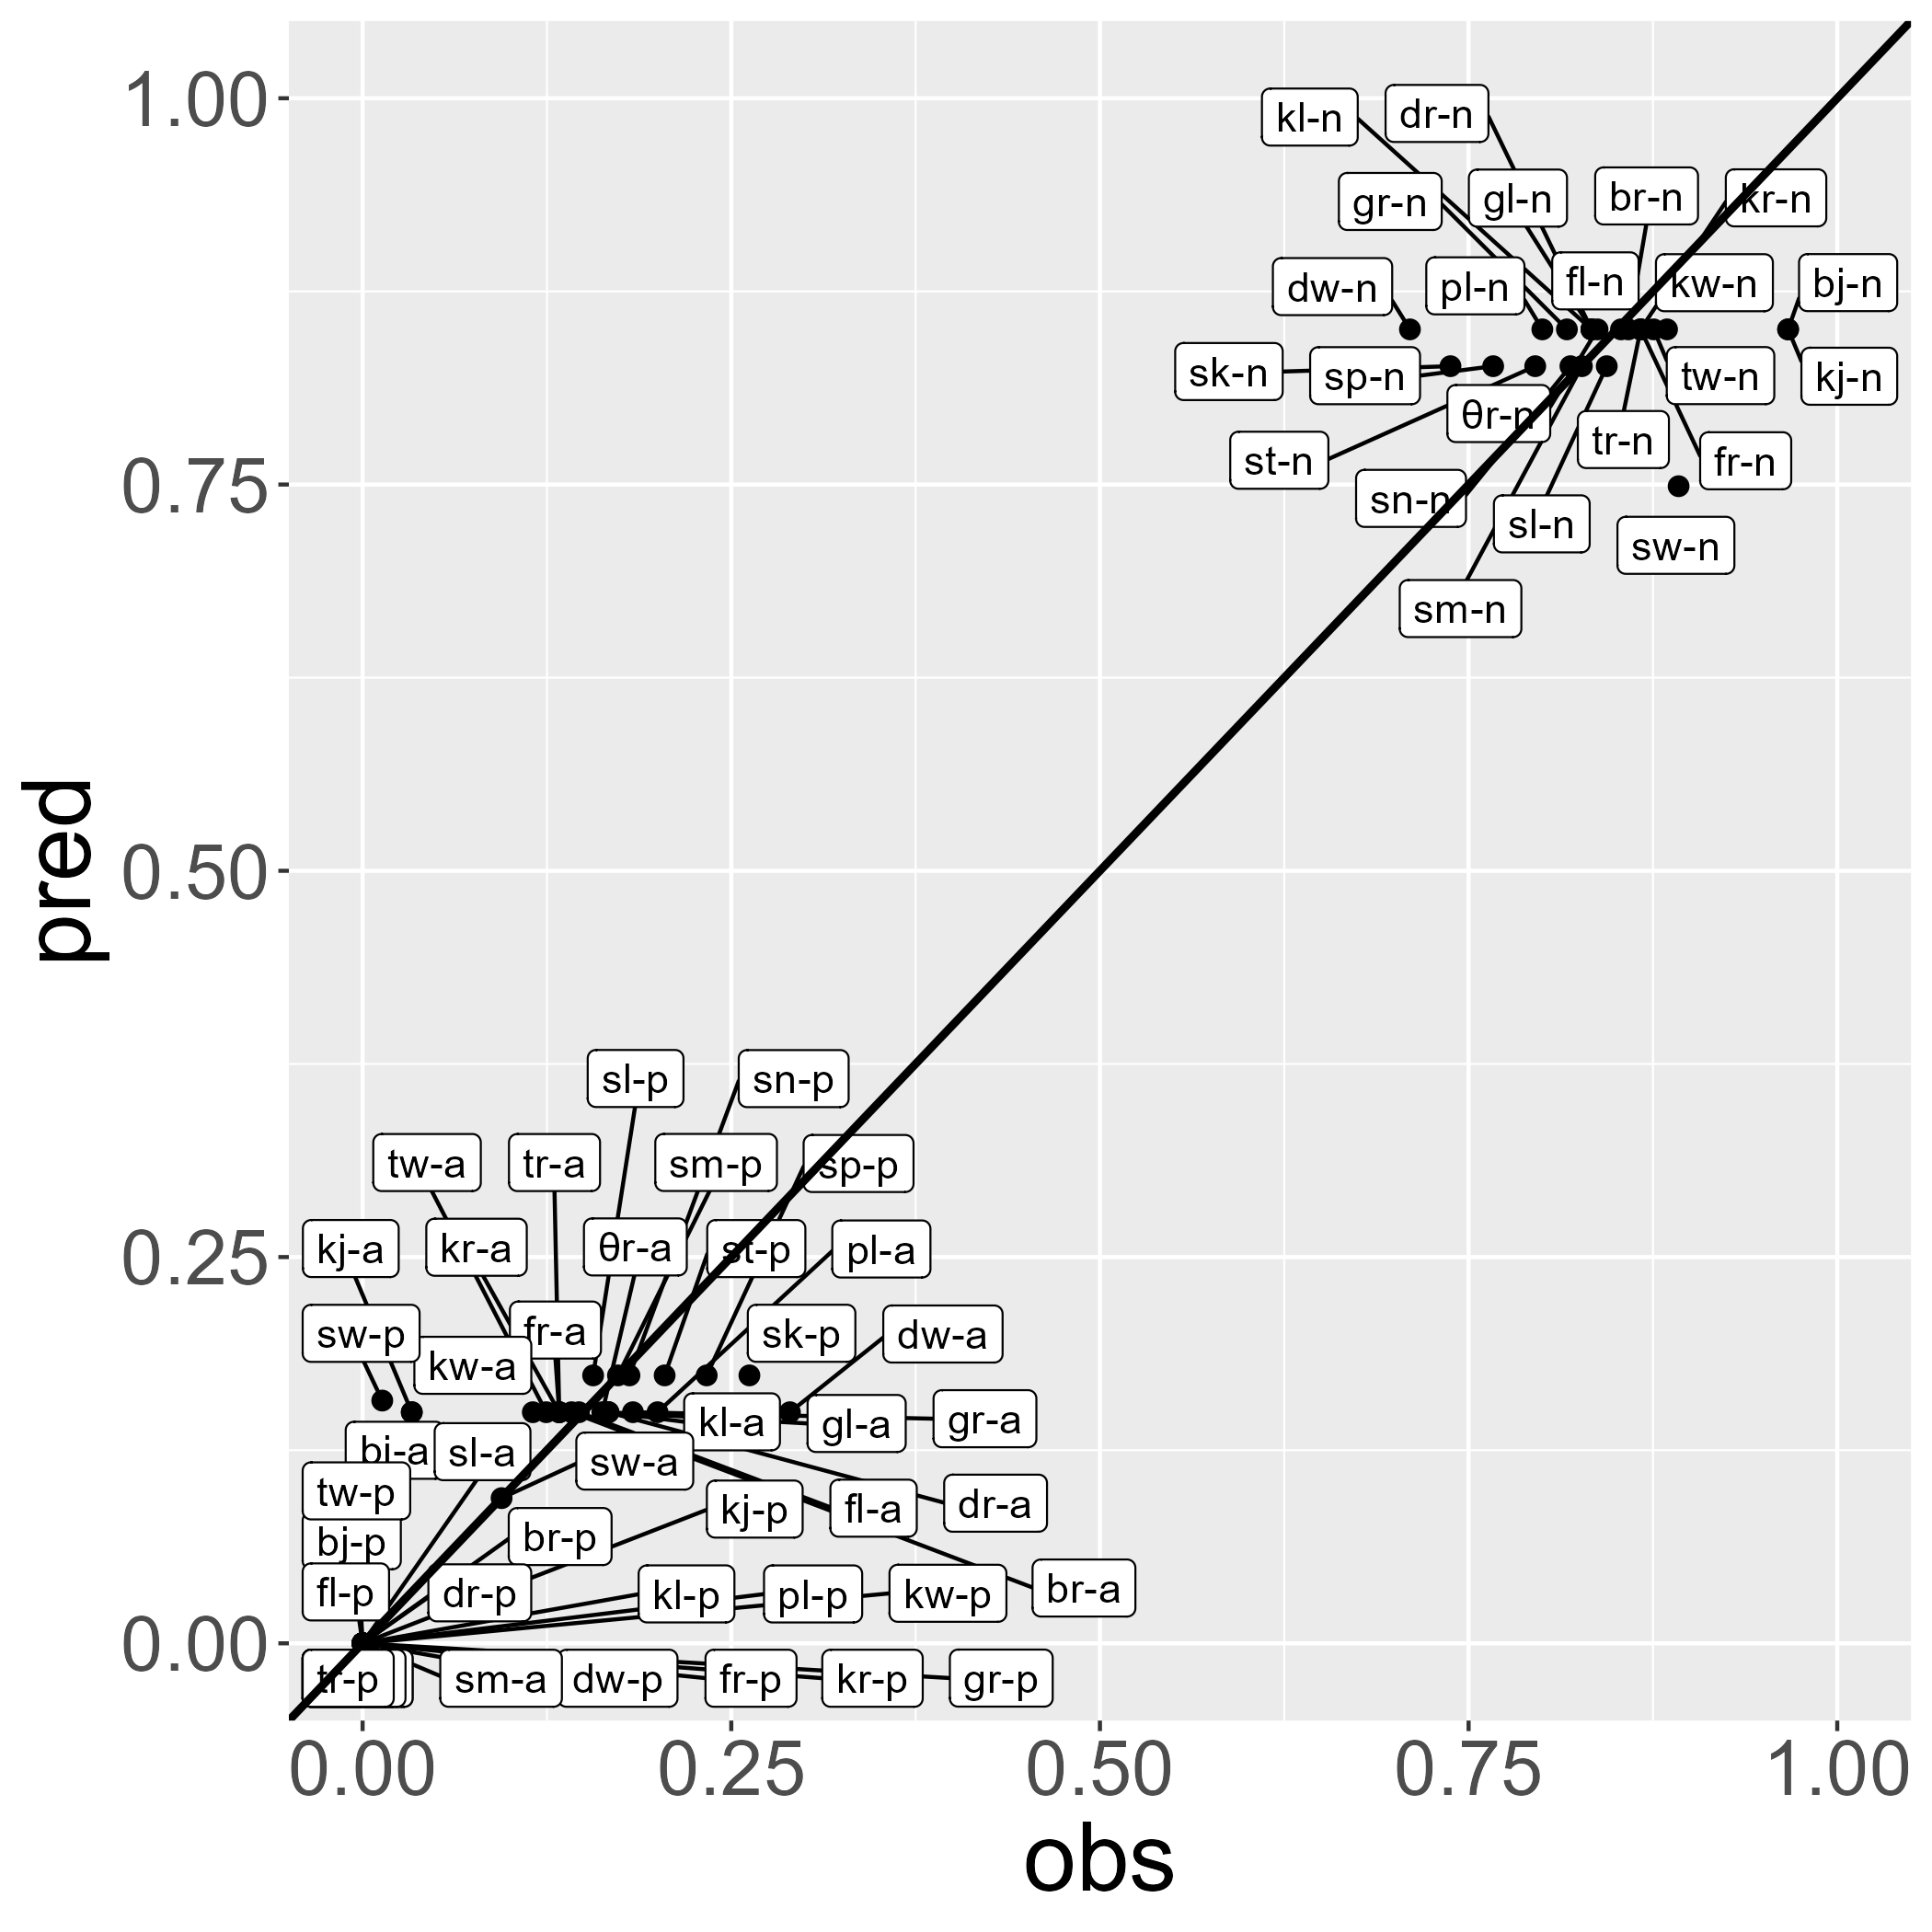 1.00
0.75
0.50
0.25
0.00
pred
kl-n
dr-n
gr-n
gl-n
br-n
kr-n
dw-n
pl-n
fl-n
kw-n
bj-n
sk-n
sp-n
θr-n
tw-n
kj-n
st-n
tr-n
fr-n
sn-n
sl-n
sw-n
sm-n
sl-p
sn-p
tw-a
tr-a
sm-p
sp-p
kj-a
kr-a
θr-a
st-p
pl-a
sw-p
fr-a
sk-p
dw-a
kw-a
kl-a
gl-a
gr-a
bj-a
sl-a
sw-a
tw-p
kj-p
fl-a
dr-a
bj-p
br-p
fl-p
dr-p
kl-p
pl-p
kw-p
br-a
tr-p
sm-a
dw-p
fr-p
kr-p
gr-p
0.00
0.25
0.50
0.75
1.00
obs